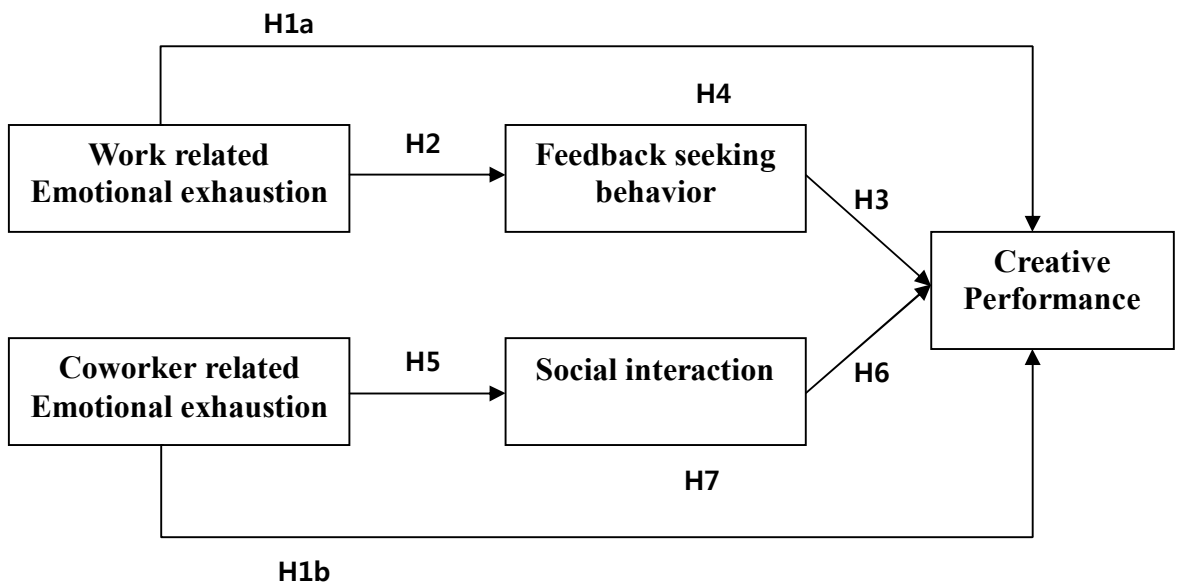 H1a
H4
Work related
Emotional exhaustion
H2
Feedback seeking
behavior
H3
Creative
Performance
Coworker related
Emotional exhaustion
H5
Social interaction
H6
H7
H1b